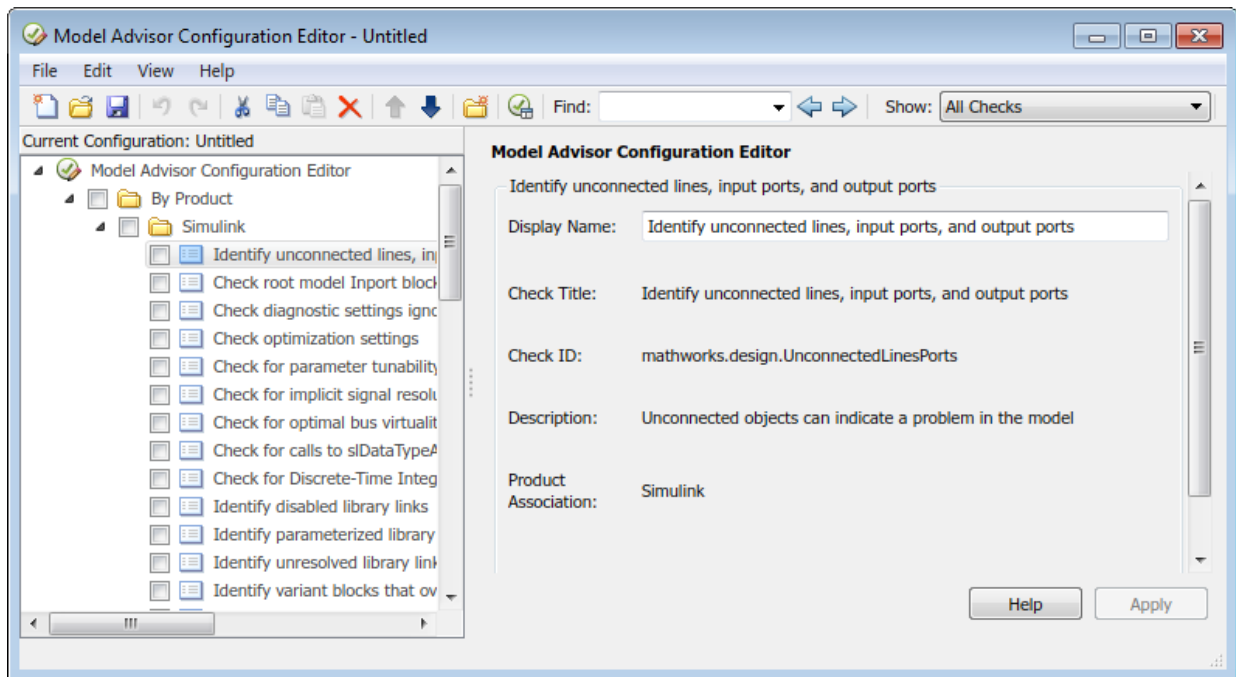 Model Advisor Configuration Editor - Untitled
File Edit View Help
Find: Show: All Checks
Current Configuration: Untitled
Model Advisor Configuration Editor
By Product
Simulink
Identify unconnected lines, in
Check root model Inport block
Check diagnostic settings igno
Check optimization settings
Check for parameter tunability
Check for implicit signal resolu
Check for optimal bus virtualit
Check for calls to slDataTypeA
Check for Discrete-Time Integ
Identify disabled library links
Identify parameterized library
Identify unresolved library link
Identify variant blocks that ov
Model Advisor Configuration Editor
Identify unconnected lines, input ports, and output ports
Display Name: Identify unconnected lines, input ports, and output ports
Check Title: Identify unconnected lines, input ports, and output ports
Check ID: mathworks.design.UnconnectedLinesPorts
Description: Unconnected objects can indicate a problem in the model
Product Association: Simulink
Help Apply